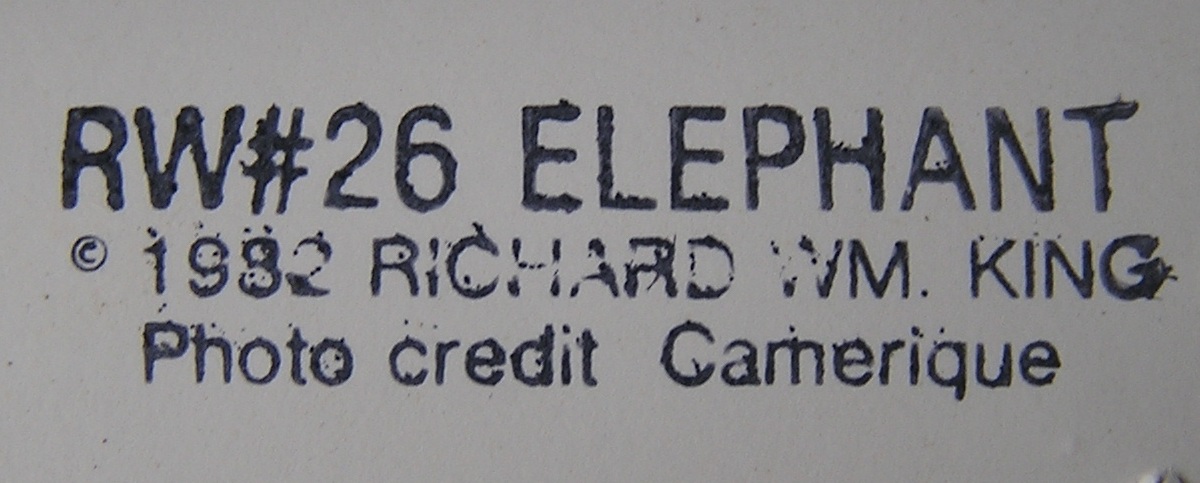 RW#26 ELEPHANT
© 1982 RICHARD WM. KING
Photo credit Camerique